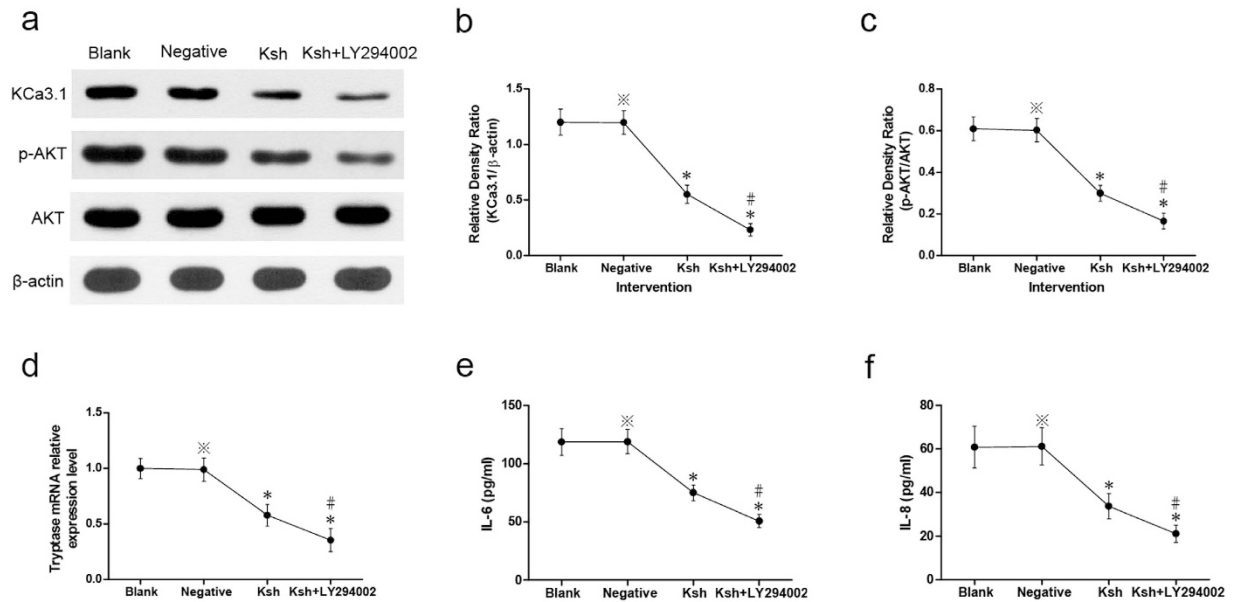 a
Blank Negative Ksh Ksh+LY294002
KCa3.1
p-AKT
AKT
β-actin
b
Relative Density Ratio
(KCa3.1/β-actin)
1.5
1.0
0.5
0.0
※
*
#
*
Blank Negative Ksh Ksh+LY294002
Intervention
c
Relative Density Ratio
(p-AKT/AKT)
0.8
0.6
0.4
0.2
0.0
※
*
#
*
Blank Negative Ksh Ksh+LY294002
Intervention
d
Tryptase mRNA relative
expression level
1.5
1.0
0.5
0.0
※
*
#
*
Blank Negative Ksh Ksh+LY294002
e
IL-6 (pg/ml)
150
100
50
0
※
*
#
*
Blank Negative Ksh Ksh+LY294002
f
IL-8 (pg/ml)
80
60
40
20
0
※
*
#
*
Blank Negative Ksh Ksh+LY294002